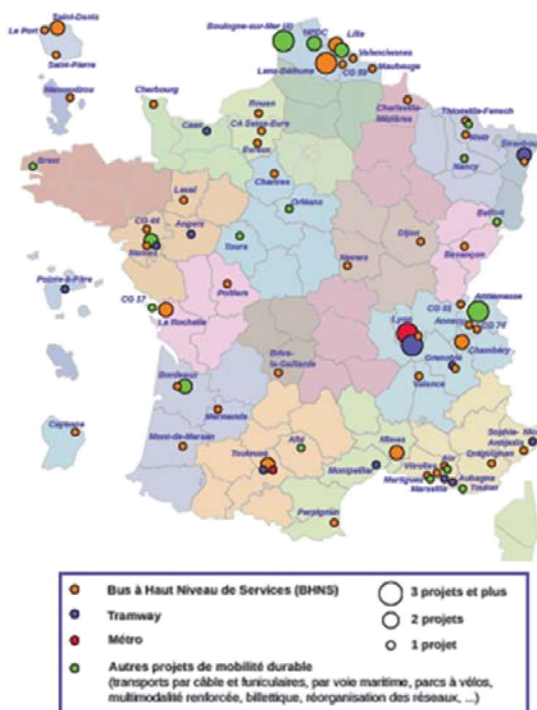 Saint-Denis
Le Port
Saint-Pierre
Mamoudzou
Boulogne-sur-Mer (4)
NPDC
Lille
Valenciennes
Lens-Béthune
CG 59
Maubeuge
Cherbourg
Rouen
Caen
CA Seine-Eure
Evreux
Charleville-
Mézières
Thionville-Fensch
Metz
Nancy
Strasbourg
Brest
Laval
Chartres
Orléans
CG 44
Angers
Nantes
Tours
Belfort
Dijon
Besançon
Nevers
Pointe-à-Pitre
CG 17
Poitiers
La Rochelle
Lyon
CG 01
Annemasse
Annecy
CG 74
Chambéry
Grenoble
Valence
Brive-
la-Gaillarde
Bordeaux
Marmande
Cayenne
Mont-de-Marsan
Toulouse
Albi
Nîmes
Montpellier
Vitrolles
Aix
Martigues
Marseille
Aubagne
Toulon
Sophia-
Antipolis
Perpignan
Bus à Haut Niveau de Services (BHNS)
Tramway
Métro
Autres projets de mobilité durable
(transports par câble et funiculaires, par voie maritime, parcs à vélos,
multimodalité renforcée, billettique, réorganisation des réseaux, ...)
3 projets et plus
2 projets
1 projet